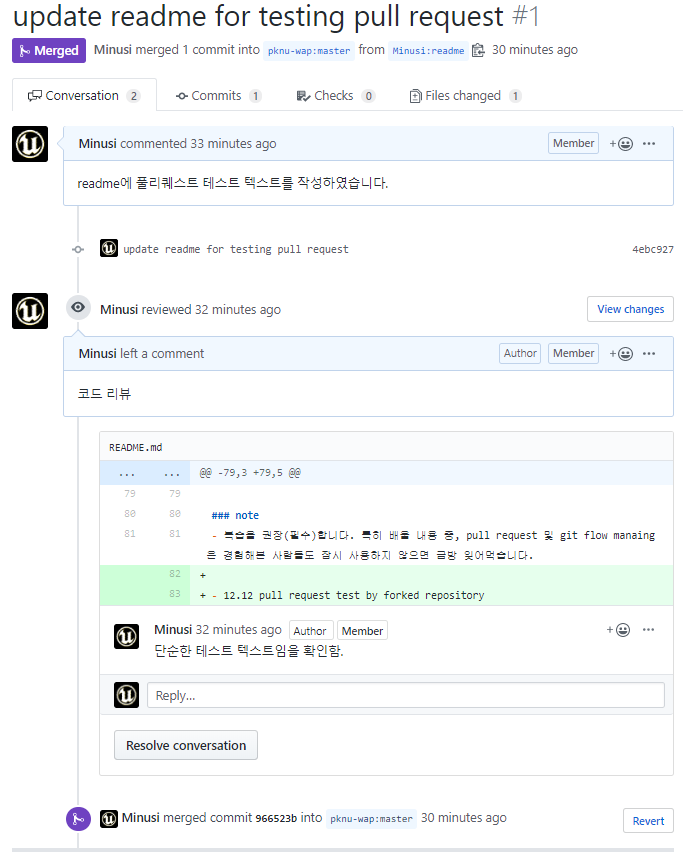 update readme for testing pull request #1
Merged Minusi merged 1 commit into pknu-wap:master from Minusi:readme 30 minutes ago
Conversation 2 Commits 1 Checks 0 Files changed 1
Minusi commented 33 minutes ago Member
readme에 풀리퀘스트 테스트 텍스트를 작성하였습니다.
update readme for testing pull request 4ebc927
Minusi reviewed 32 minutes ago View changes
Minusi left a comment Author Member
코드 리뷰
README.md
... ... @@ -79,3 +79,5 @@
79 79
80 80 ### note
81 81 - 복습을 권장(필수)합니다. 특히 배울 내용 중, pull request 및 git flow manaing
은 경험해본 사람들도 잠시 사용하지 않으면 금방 잊어먹습니다.
82 +
83 + - 12.12 pull request test by forked repository
Minusi 32 minutes ago Author Member
단순한 테스트 텍스트임을 확인함.
Reply...
Resolve conversation
Minusi merged commit 966523b into pknu-wap:master 30 minutes ago Revert